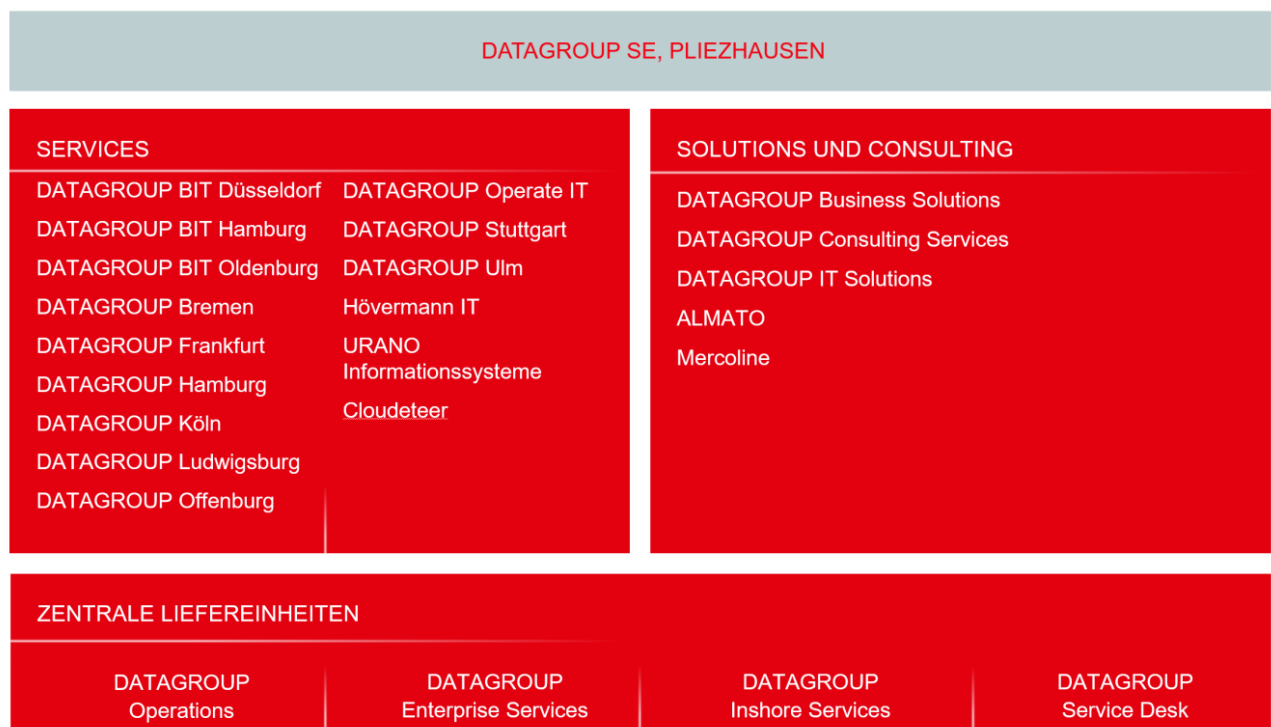 DATAGROUP SE, PLIEZHAUSEN
SERVICES
DATAGROUP BIT Düsseldorf
DATAGROUP BIT Hamburg
DATAGROUP BIT Oldenburg
DATAGROUP Bremen
DATAGROUP Frankfurt
DATAGROUP Hamburg
DATAGROUP Köln
DATAGROUP Ludwigsburg
DATAGROUP Offenburg
DATAGROUP Operate IT
DATAGROUP Stuttgart
DATAGROUP Ulm
Hövermann IT
URANO
Informationssysteme
Cloudeteer
SOLUTIONS UND CONSULTING
DATAGROUP Business Solutions
DATAGROUP Consulting Services
DATAGROUP IT Solutions
ALMATO
Mercoline
ZENTRALE LIEFEREINHEITEN
DATAGROUP
Operations
DATAGROUP
Enterprise Services
DATAGROUP
Inshore Services
DATAGROUP
Service Desk